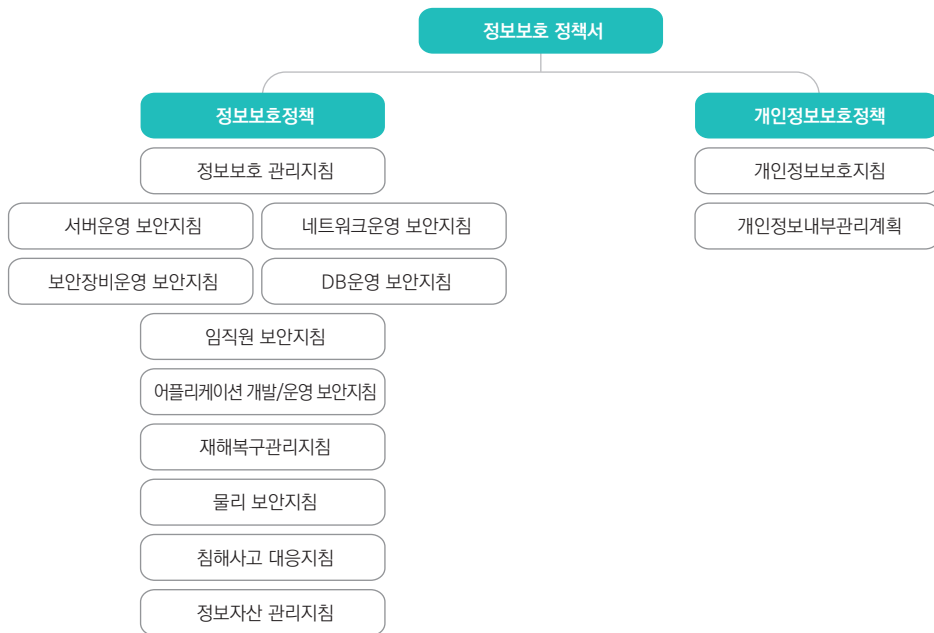 정보보호 정책서
정보보호정책
개인정보보호정책
정보보호 관리지침
개인정보보호지침
서버운영 보안지침
네트워크운영 보안지침
개인정보내부관리계획
보안장비운영 보안지침
DB운영 보안지침
임직원 보안지침
어플리케이션 개발/운영 보안지침
재해복구관리지침
물리 보안지침
침해사고 대응지침
정보자산 관리지침